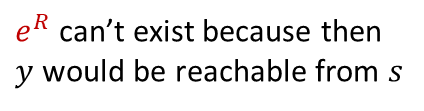 e^R can't exist because then
y would be reachable from s